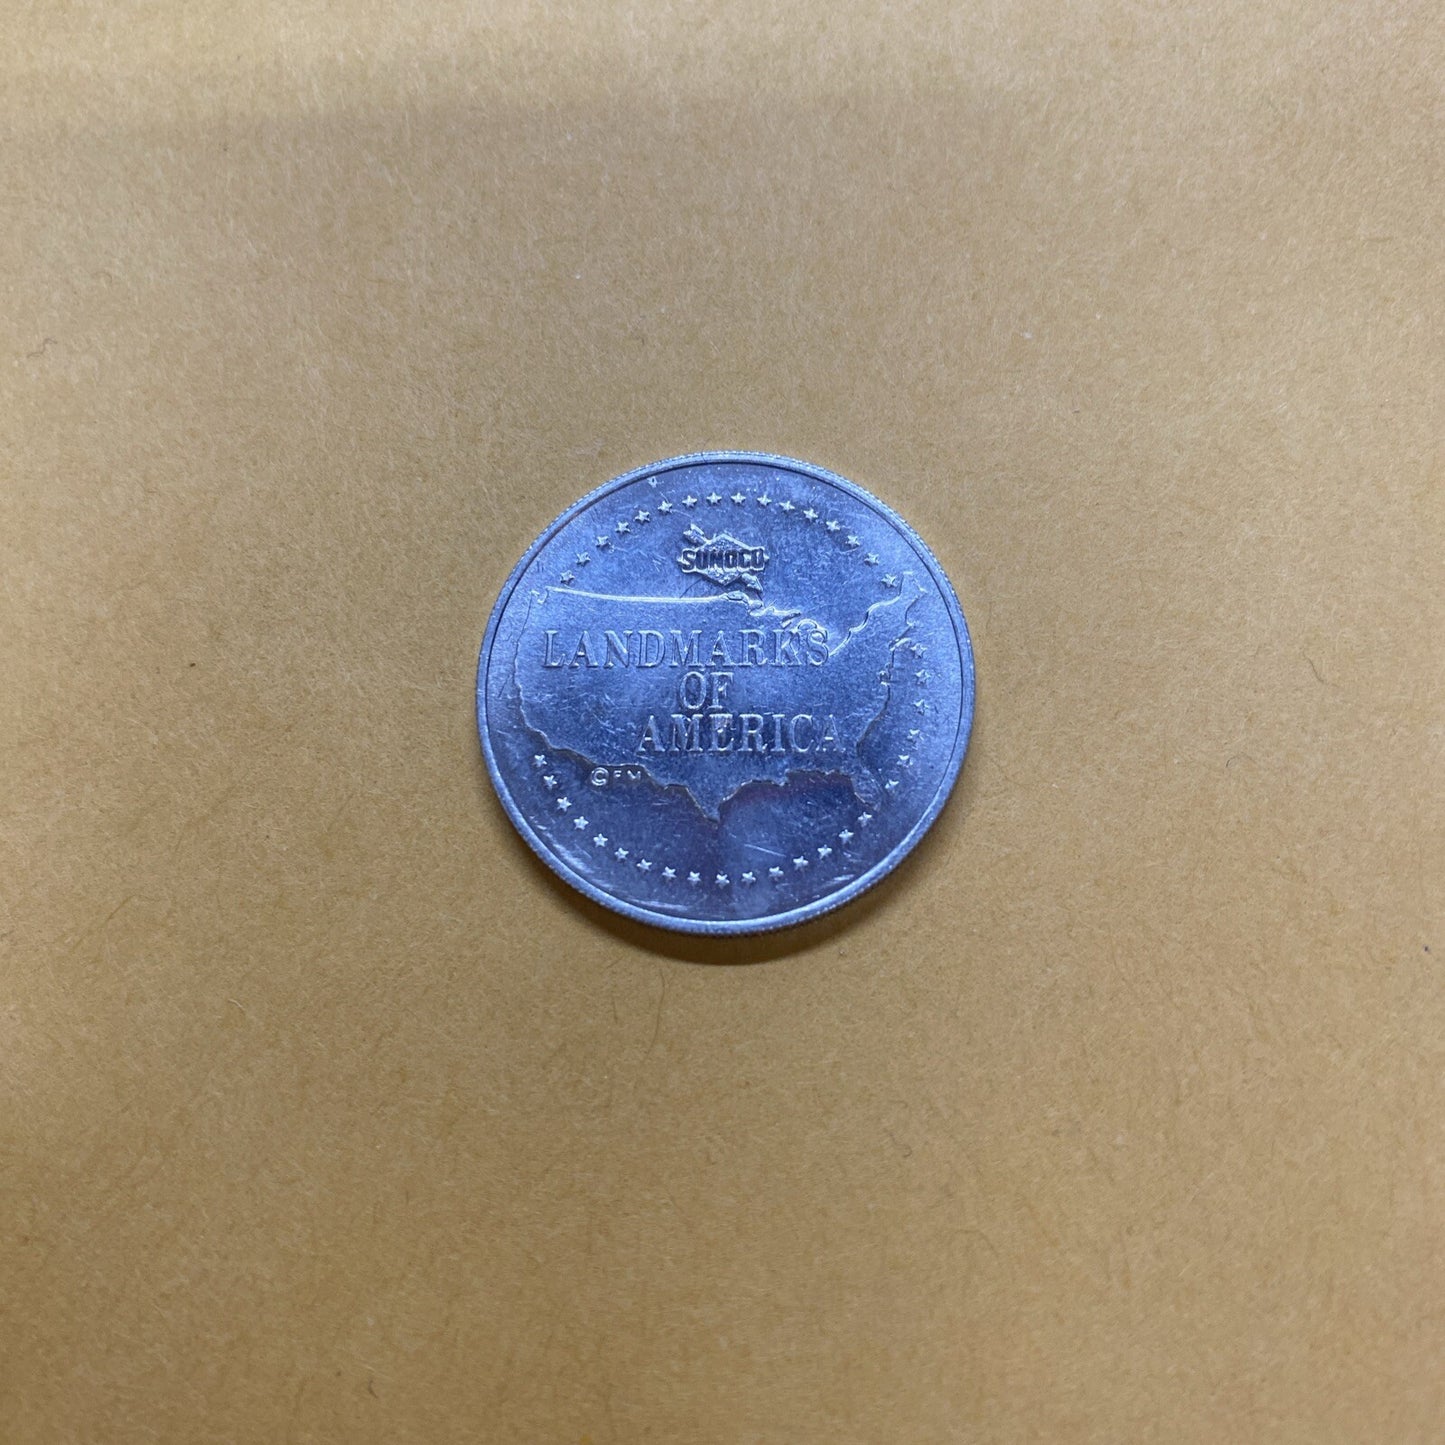 SUNOCO
LANDMARKS
OF
AMERICA
©FM